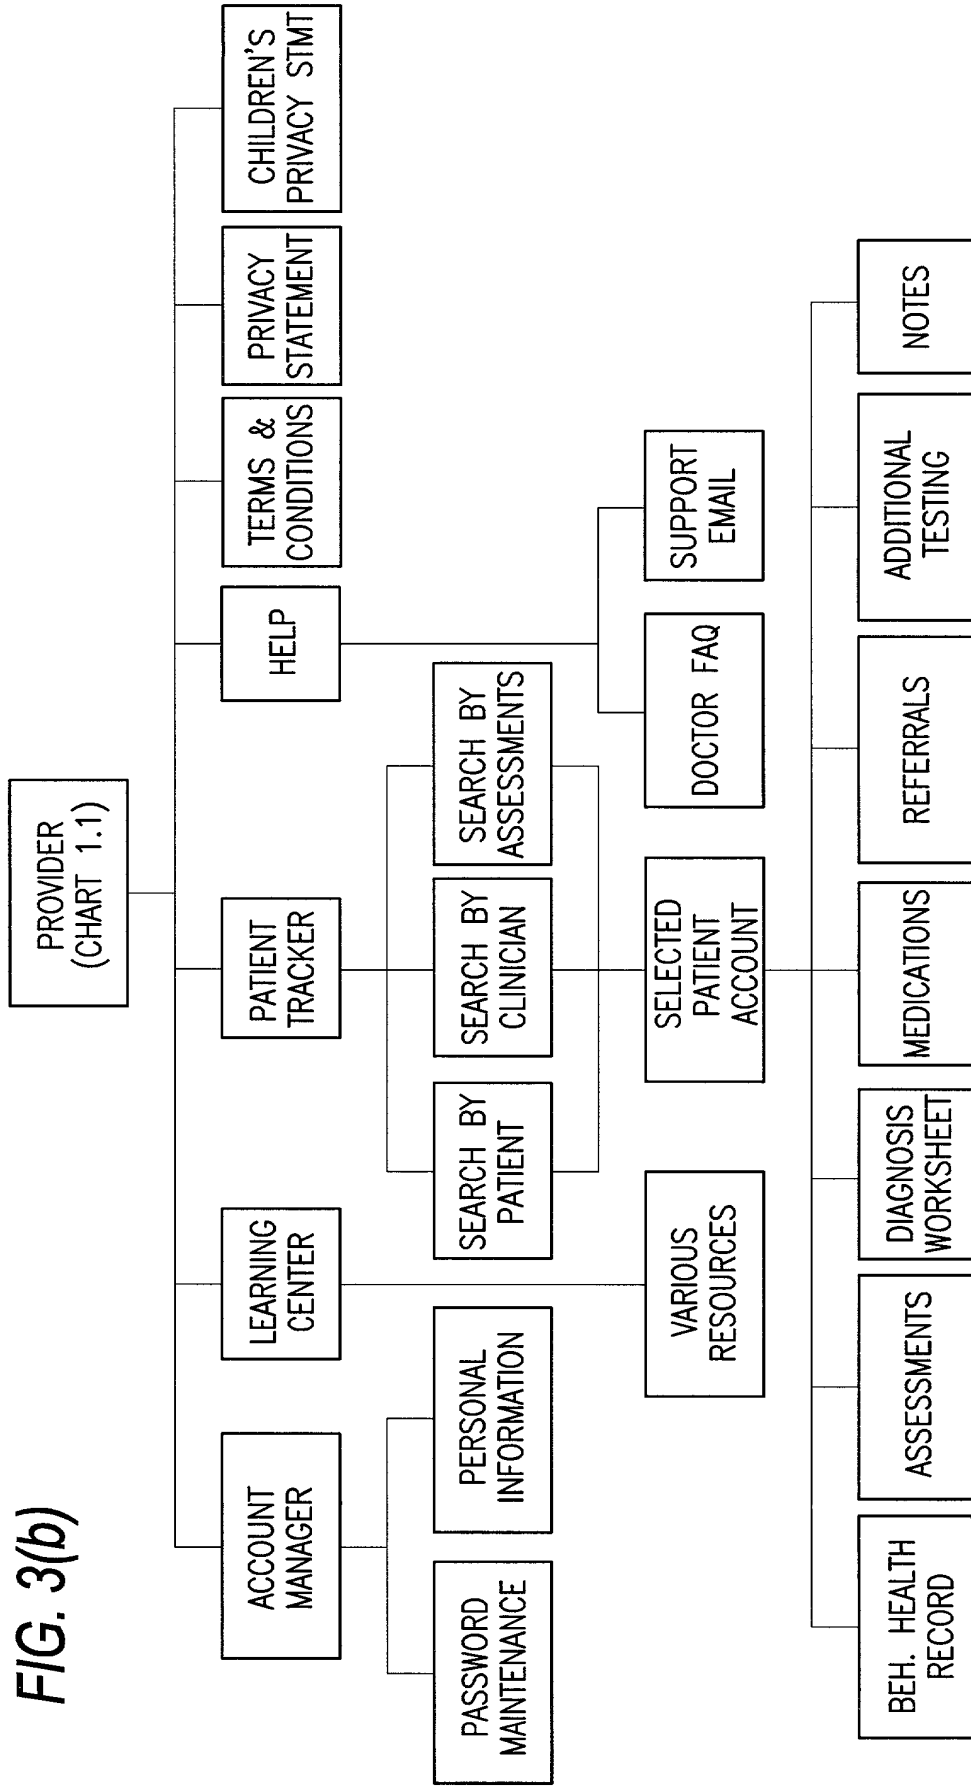 FIG. 3(b)
PROVIDER
(CHART 1.1)
ACCOUNT
MANAGER
LEARNING
CENTER
PATIENT
TRACKER
HELP
TERMS &
CONDITIONS
PRIVACY
STATEMENT
CHILDREN'S
PRIVACY STMT
PASSWORD
MAINTENANCE
PERSONAL
INFORMATION
SEARCH BY
PATIENT
SEARCH BY
CLINICIAN
SEARCH BY
ASSESSMENTS
VARIOUS
RESOURCES
SELECTED
PATIENT
ACCOUNT
DOCTOR FAQ
SUPPORT
EMAIL
BEH. HEALTH
RECORD
ASSESSMENTS
DIAGNOSIS
WORKSHEET
MEDICATIONS
REFERRALS
ADDITIONAL
TESTING
NOTES